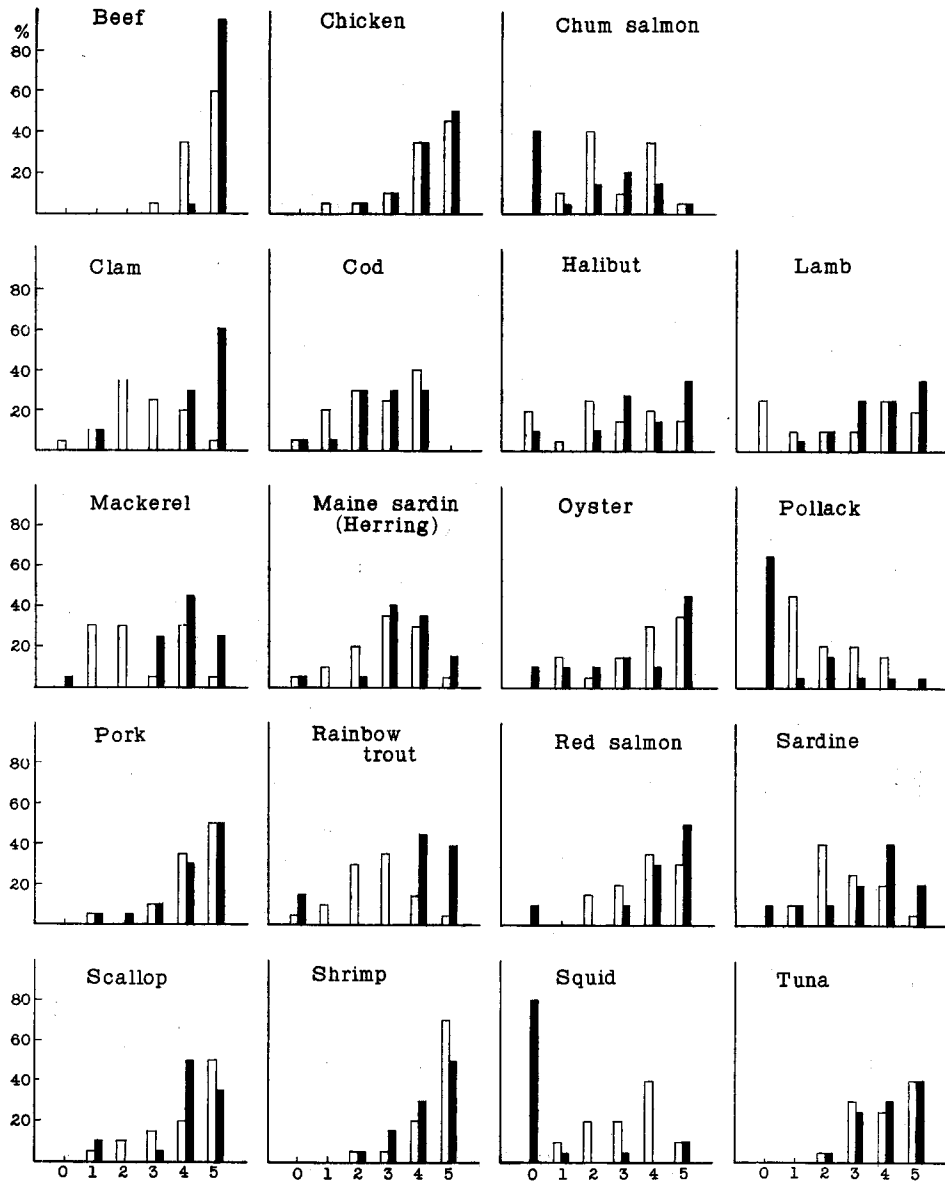 Beef
Chicken
Chum salmon
%
80
60
40
20
Clam
Cod
Halibut
Lamb
80
60
40
20
Mackerel
Maine sardin
(Herring)
Oyster
Pollack
80
60
40
20
Pork
Rainbow
trout
Red salmon
Sardine
80
60
40
20
Scallop
Shrimp
Squid
Tuna
80
60
40
20
0 1 2 3 4 5
0 1 2 3 4 5
0 1 2 3 4 5
0 1 2 3 4 5